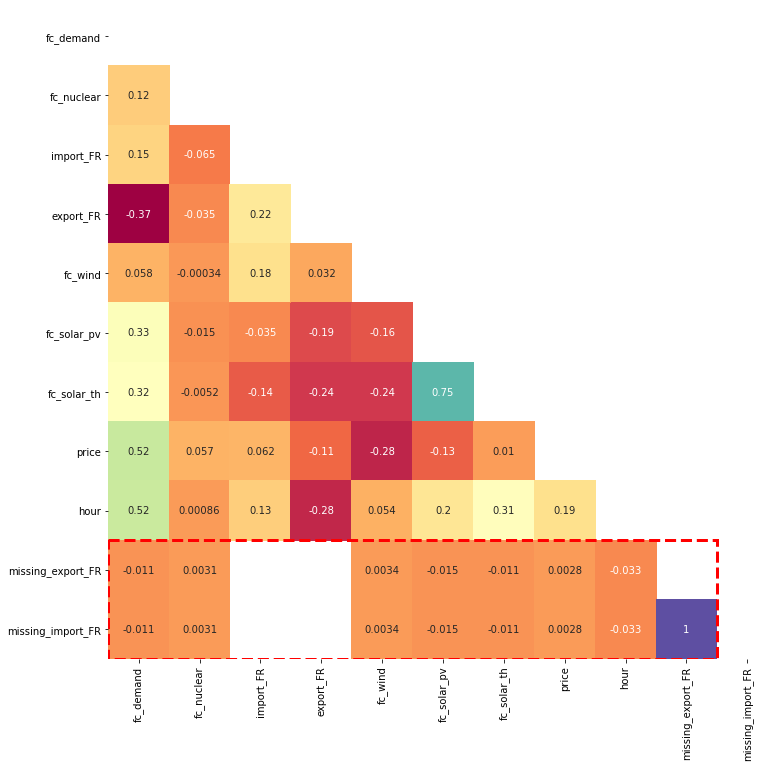 fc_demand
fc_nuclear 0.12
import_FR 0.15 -0.065
export_FR -0.37 -0.035 0.22
fc_wind 0.058 -0.00034 0.18 0.032
fc_solar_pv 0.33 -0.015 -0.035 -0.19 -0.16
fc_solar_th 0.32 -0.0052 -0.14 -0.24 -0.24 0.75
price 0.52 0.057 0.062 -0.11 -0.28 -0.13 0.01
hour 0.52 0.00086 0.13 -0.28 0.054 0.2 0.31 0.19
missing_export_FR -0.011 0.0031 0.0034 -0.015 -0.011 0.0028 -0.033
missing_import_FR -0.011 0.0031 0.0034 -0.015 -0.011 0.0028 -0.033 1
fc_demand
fc_nuclear
import_FR
export_FR
fc_wind
fc_solar_pv
fc_solar_th
price
hour
missing_export_FR
missing_import_FR